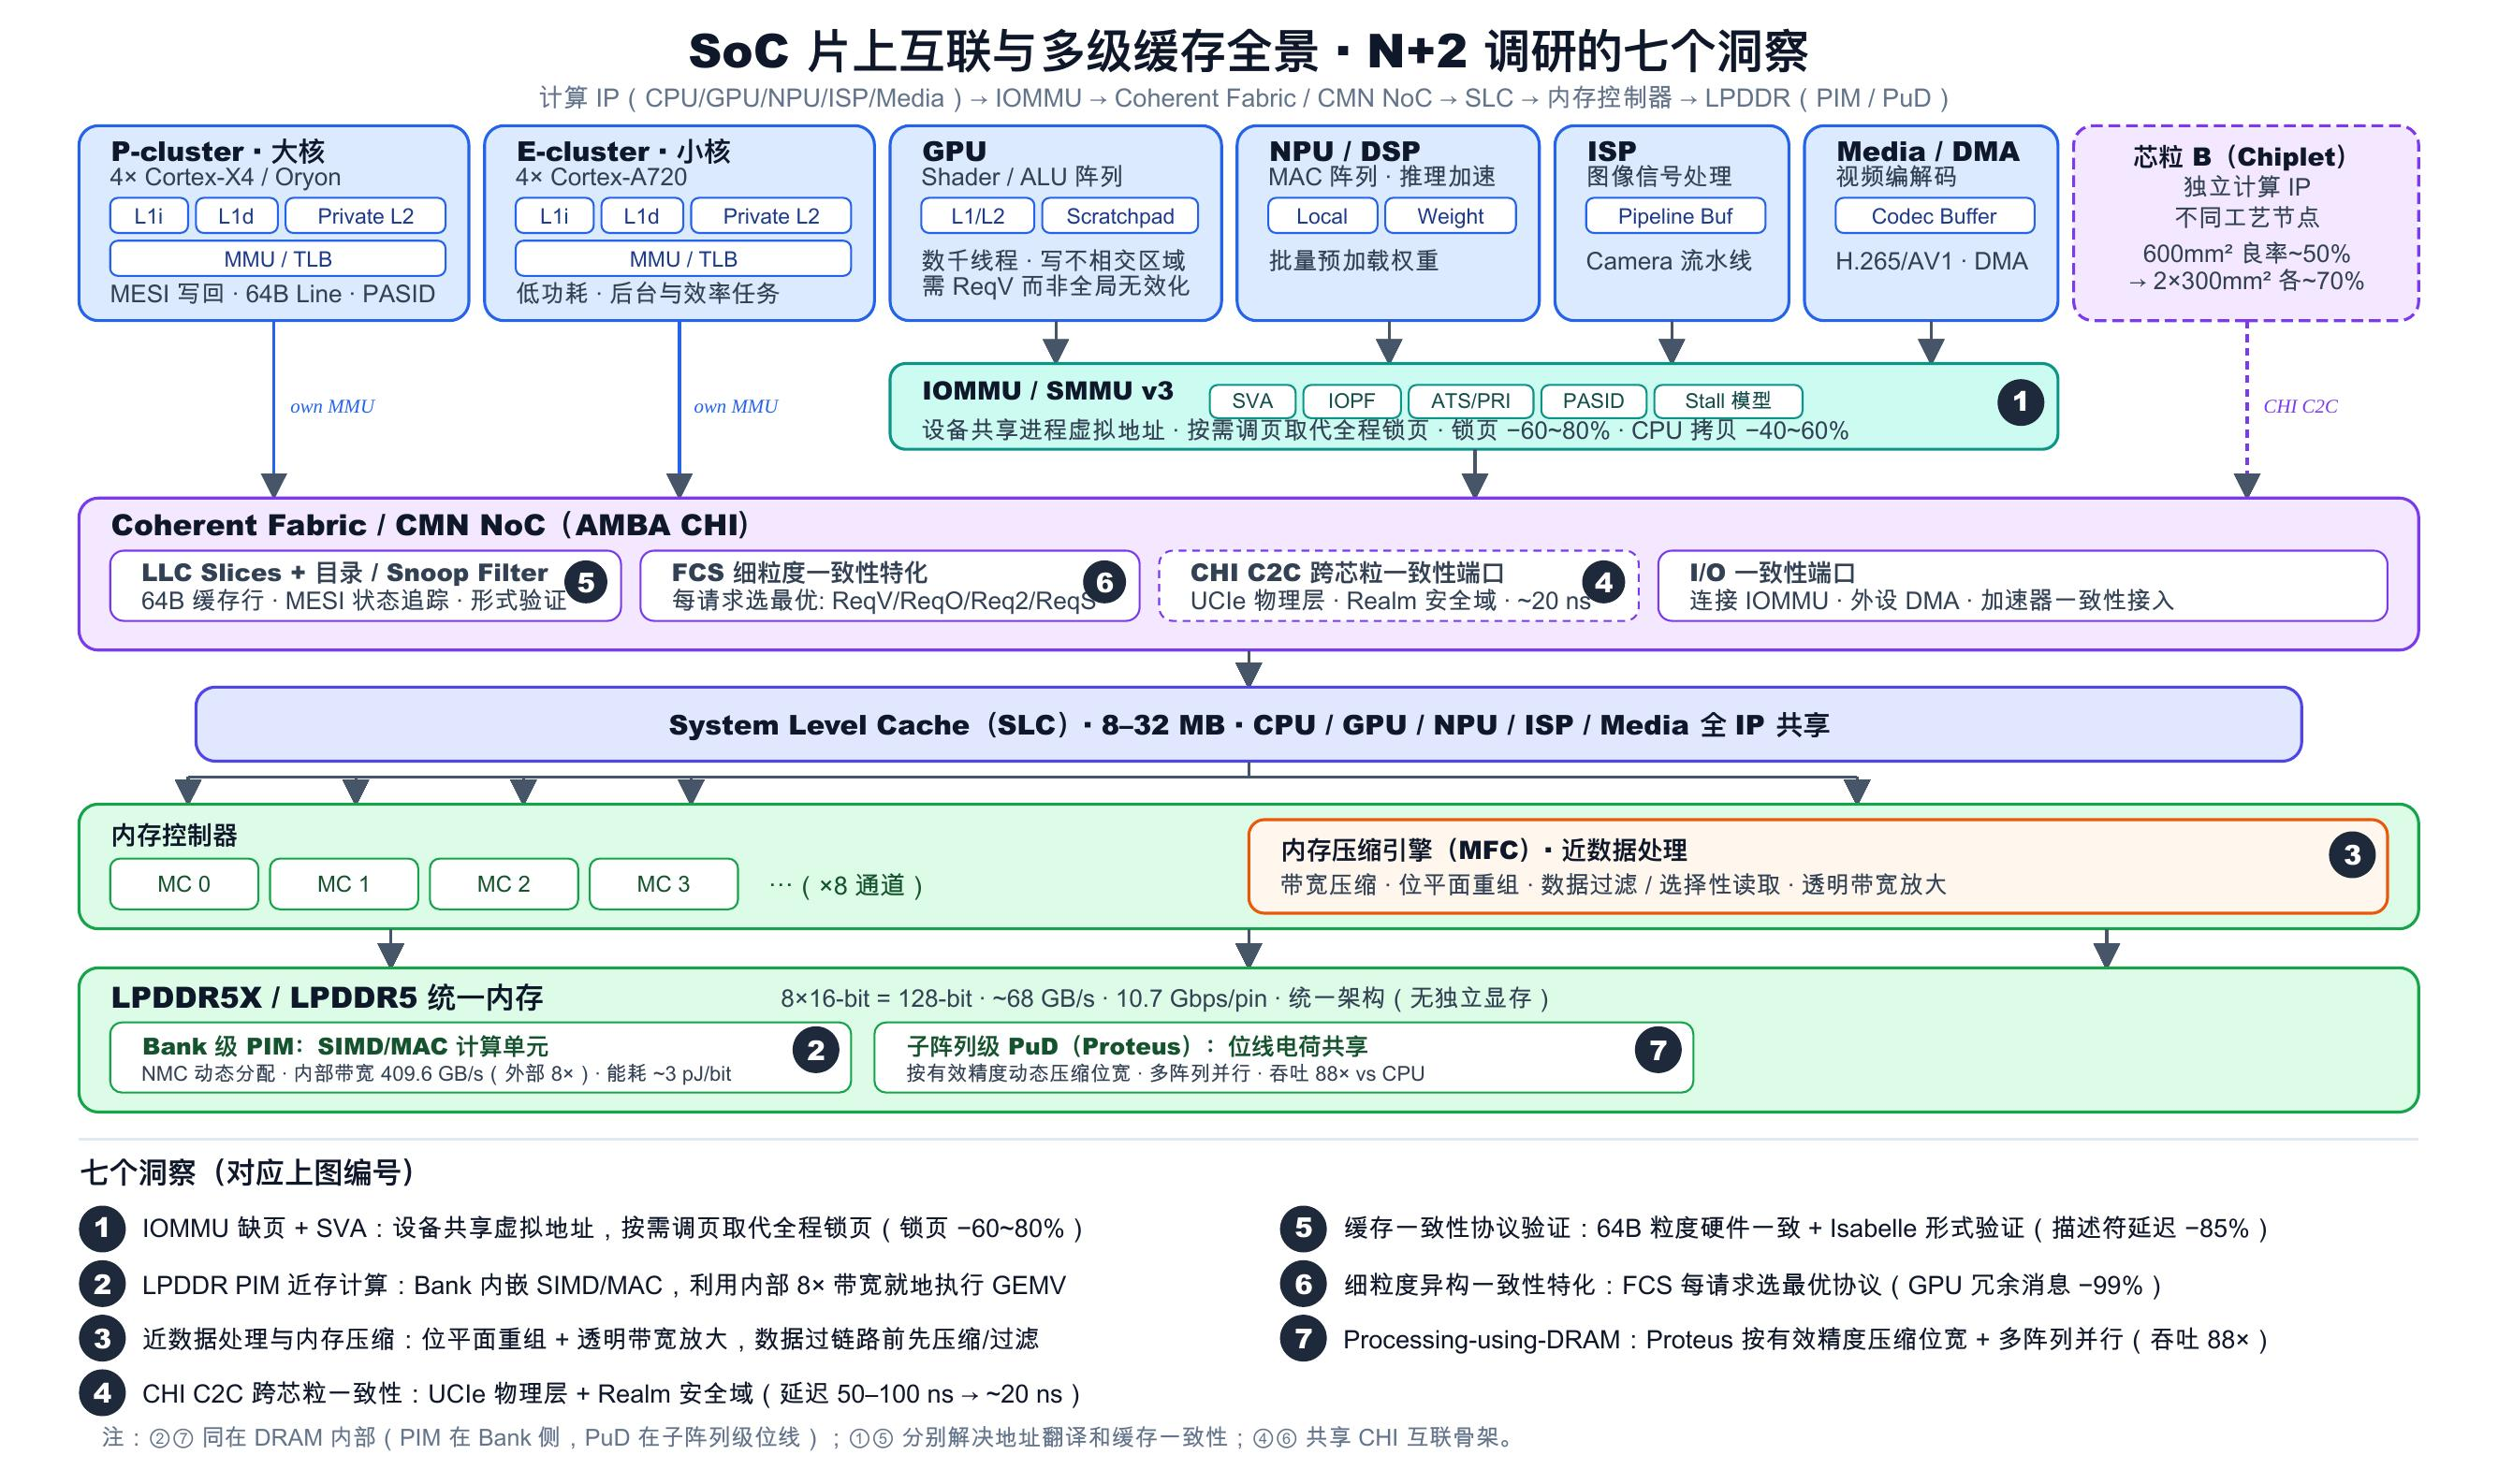 SoC 片上互联与多级缓存全景 · N+2 调研的七个洞察
计算 IP（CPU/GPU/NPU/ISP/Media）→ IOMMU → Coherent Fabric / CMN NoC → SLC → 内存控制器 → LPDDR（PIM / PuD）
P-cluster · 大核
4× Cortex-X4 / Oryon
L1i
L1d
Private L2
MMU / TLB
MESI 写回 · 64B Line · PASID
E-cluster · 小核
4× Cortex-A720
L1i
L1d
Private L2
MMU / TLB
低功耗 · 后台与效率任务
GPU
Shader / ALU 阵列
L1/L2
Scratchpad
数千线程 · 写不相交区域
需 ReqV 而非全局无效化
NPU / DSP
MAC 阵列 · 推理加速
Local
Weight
批量预加载权重
ISP
图像信号处理
Pipeline Buf
Camera 流水线
Media / DMA
视频编解码
Codec Buffer
H.265/AV1 · DMA
芯粒 B（Chiplet）
独立计算 IP
不同工艺节点
600mm² 良率~50%
→ 2×300mm² 各~70%
own MMU
own MMU
IOMMU / SMMU v3
SVA
IOPF
ATS/PRI
PASID
Stall 模型
1
设备共享进程虚拟地址 · 按需调页取代全程锁页 · 锁页 −60~80% · CPU 拷贝 −40~60%
CHI C2C
Coherent Fabric / CMN NoC（AMBA CHI）
LLC Slices + 目录 / Snoop Filter
5
64B 缓存行 · MESI 状态追踪 · 形式验证
FCS 细粒度一致性特化
6
每请求选最优: ReqV/ReqO/Req2/ReqS
CHI C2C 跨芯粒一致性端口
4
UCIe 物理层 · Realm 安全域 · ~20 ns
I/O 一致性端口
连接 IOMMU · 外设 DMA · 加速器一致性接入
System Level Cache（SLC）· 8–32 MB · CPU / GPU / NPU / ISP / Media 全 IP 共享
内存控制器
MC 0
MC 1
MC 2
MC 3
…（×8 通道）
内存压缩引擎（MFC）· 近数据处理
3
带宽压缩 · 位平面重组 · 数据过滤 / 选择性读取 · 透明带宽放大
LPDDR5X / LPDDR5 统一内存
8×16-bit = 128-bit · ~68 GB/s · 10.7 Gbps/pin · 统一架构（无独立显存）
Bank 级 PIM：SIMD/MAC 计算单元
2
NMC 动态分配 · 内部带宽 409.6 GB/s（外部 8×）· 能耗 ~3 pJ/bit
子阵列级 PuD（Proteus）：位线电荷共享
7
按有效精度动态压缩位宽 · 多阵列并行 · 吞吐 88× vs CPU
七个洞察（对应上图编号）
1 IOMMU 缺页 + SVA：设备共享虚拟地址，按需调页取代全程锁页（锁页 −60~80%）
2 LPDDR PIM 近存计算：Bank 内嵌 SIMD/MAC，利用内部 8× 带宽就地执行 GEMV
3 近数据处理与内存压缩：位平面重组 + 透明带宽放大，数据过链路前先压缩/过滤
4 CHI C2C 跨芯粒一致性：UCIe 物理层 + Realm 安全域（延迟 50–100 ns → ~20 ns）
5 缓存一致性协议验证：64B 粒度硬件一致 + Isabelle 形式验证（描述符延迟 −85%）
6 细粒度异构一致性特化：FCS 每请求选最优协议（GPU 冗余消息 −99%）
7 Processing-using-DRAM：Proteus 按有效精度压缩位宽 + 多阵列并行（吞吐 88×）
注：②⑦ 同在 DRAM 内部（PIM 在 Bank 侧，PuD 在子阵列级位线）；①⑤ 分别解决地址翻译和缓存一致性；④⑥ 共享 CHI 互联骨架。